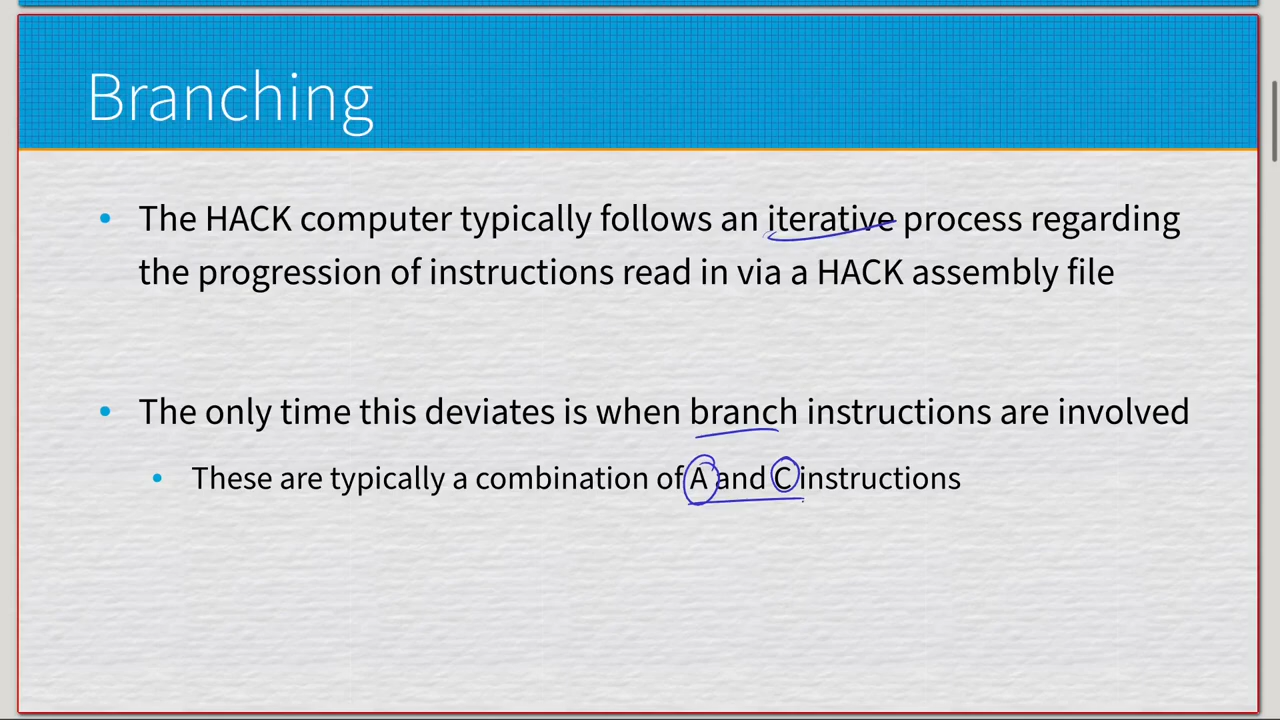 Branching
• The HACK computer typically follows an iterative process regarding
the progression of instructions read in via a HACK assembly file
• The only time this deviates is when branch instructions are involved
• These are typically a combination of A and C instructions